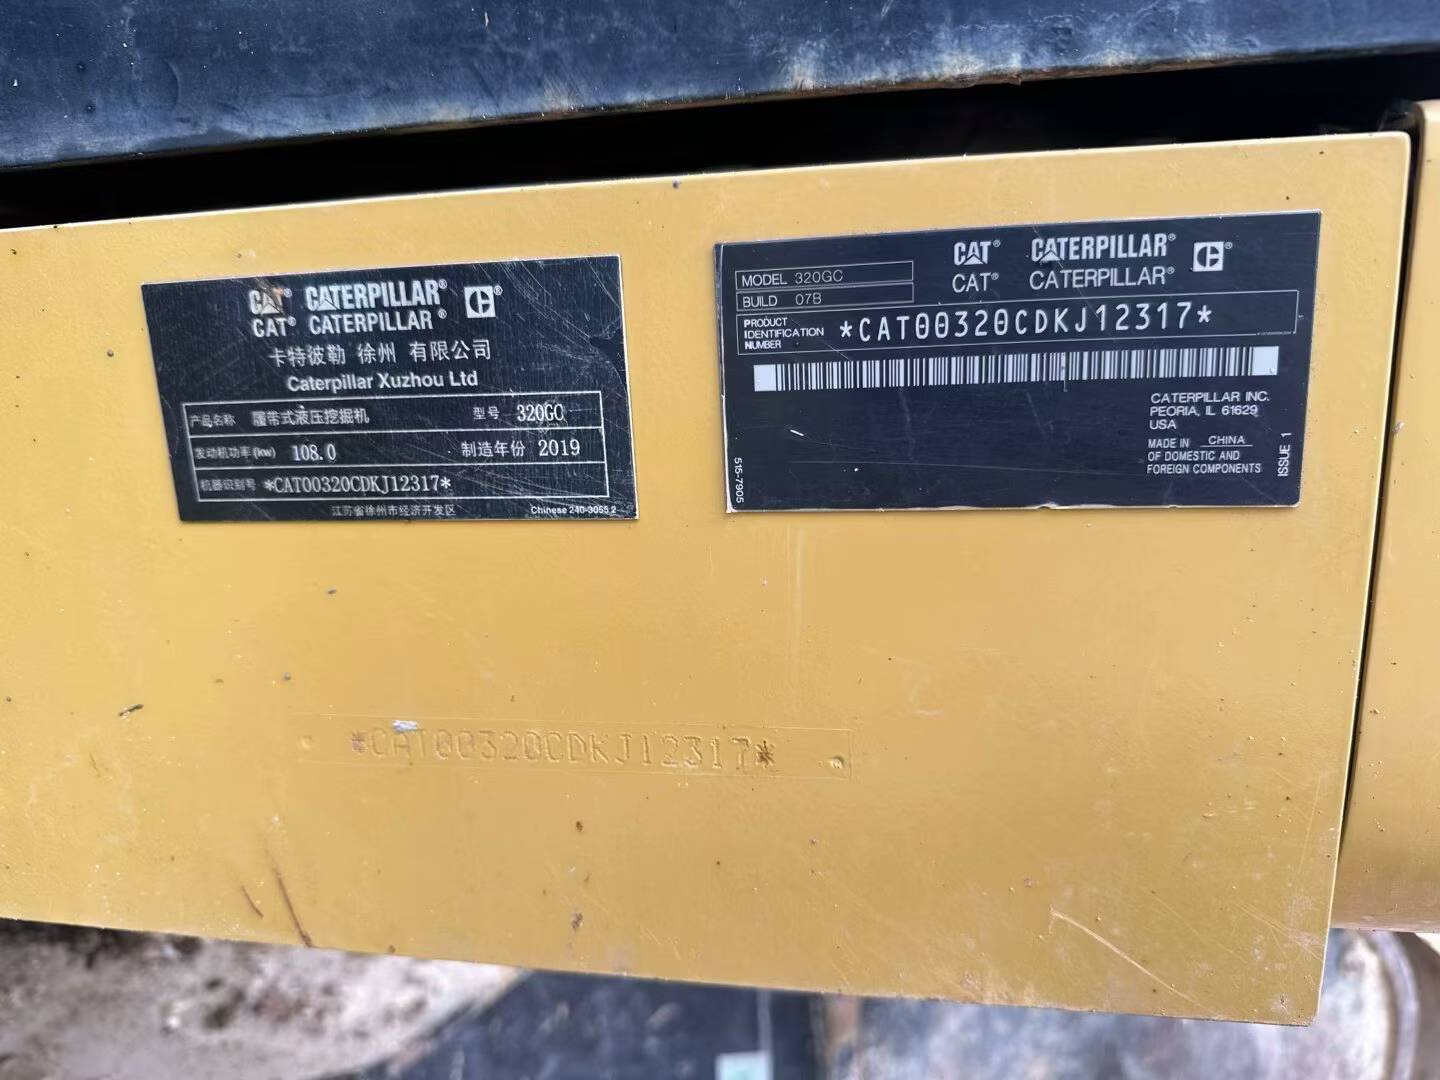 CAT® CATERPILLAR® CE®
CAT® CATERPILLAR®
卡特彼勒 徐州 有限公司
Caterpillar Xuzhou Ltd
产品名称 履带式液压挖掘机 型号 320GC
发动机功率(kw) 108.0 制造年份 2019
机器识别号 *CAT00320CDKJ12317*
江苏省徐州市经济开发区 Chinese 240-3055 2
CAT® CATERPILLAR® CE®
CAT® CATERPILLAR®
MODEL 320GC
BUILD 07B
PRODUCT IDENTIFICATION NUMBER *CAT00320CDKJ12317*
CATERPILLAR INC.
PEORIA, IL 61629
USA
MADE IN CHINA
OF DOMESTIC AND
FOREIGN COMPONENTS
ISSUE 1
515-7905
*CAT00320CDKJ12317*